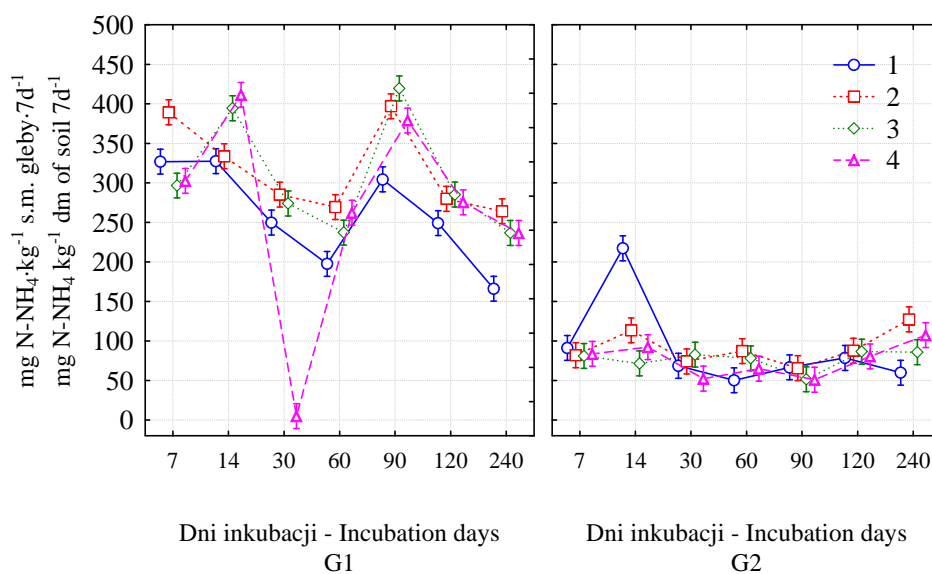 mg N-NH₄·kg⁻¹ s.m. gleby·7d⁻¹
mg N-NH₄ kg⁻¹ dm of soil 7d⁻¹
500
450
400
350
300
250
200
150
100
50
0
7 14 30 60 90 120 240
7 14 30 60 90 120 240
1
2
3
4
Dni inkubacji - Incubation days
G1
Dni inkubacji - Incubation days
G2